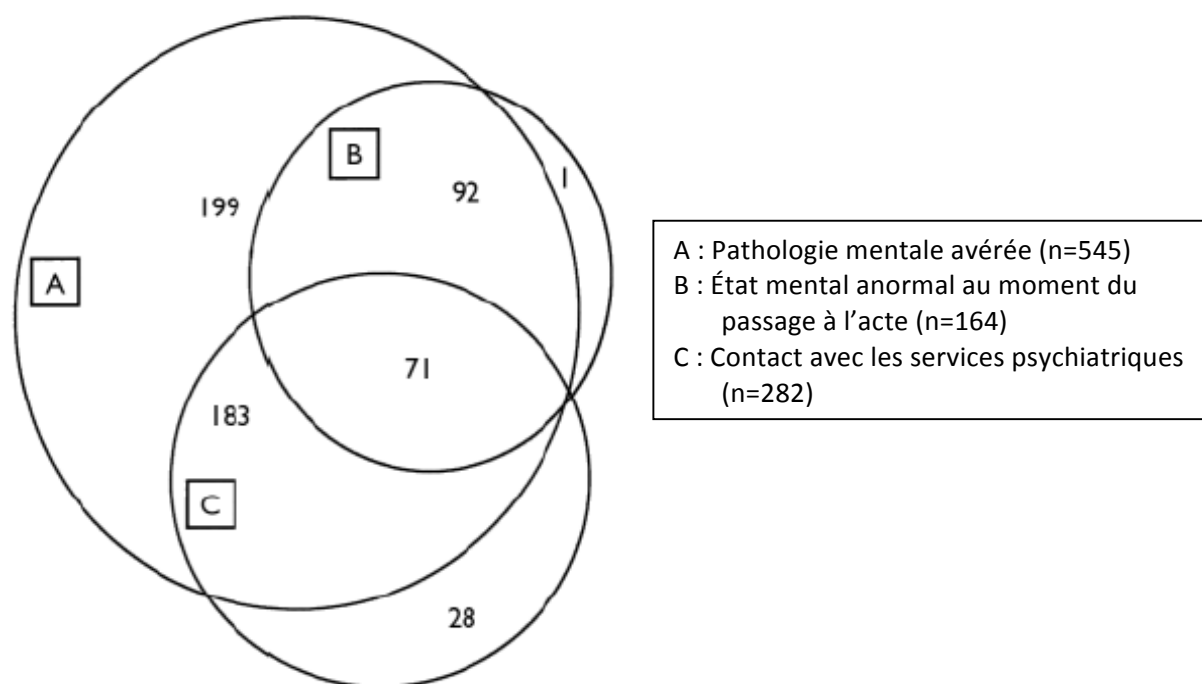 B
92
1
199
A
71
183
C
28
A : Pathologie mentale avérée (n=545)
B : État mental anormal au moment du
passage à l’acte (n=164)
C : Contact avec les services psychiatriques
(n=282)